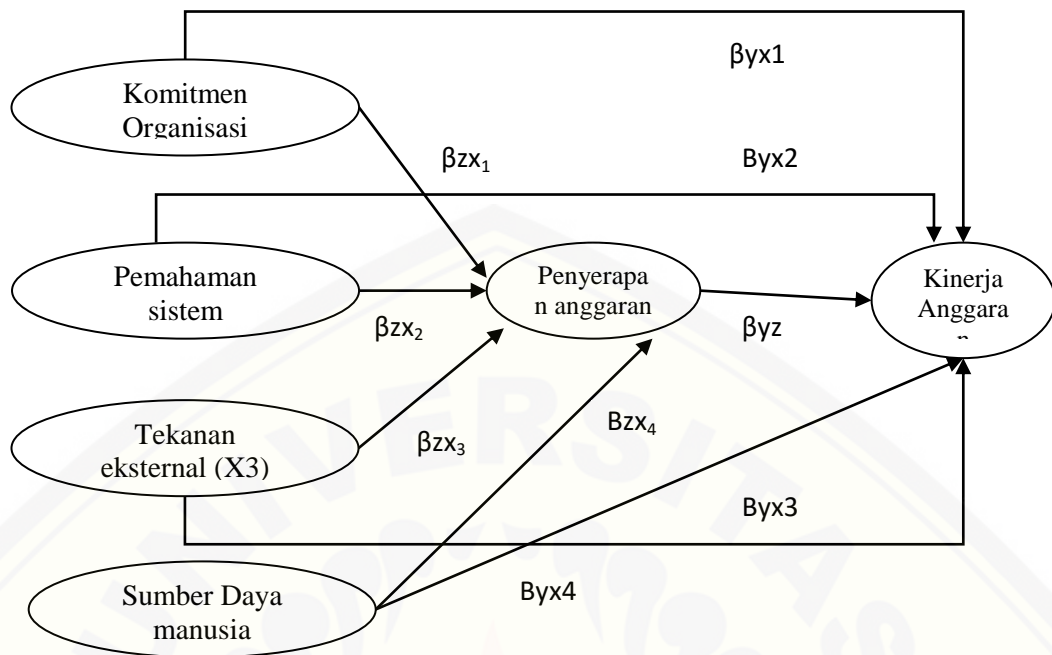 βyx1
Komitmen
Organisasi
βzx₁
Byx2
Pemahaman
sistem
Penyerapa
n anggaran
Kinerja
Anggara
n
βzx₂
βyz
Tekanan
eksternal (X3)
βzx₃
Bzx₄
Byx3
Sumber Daya
manusia
Byx4
UNIVERSITAS